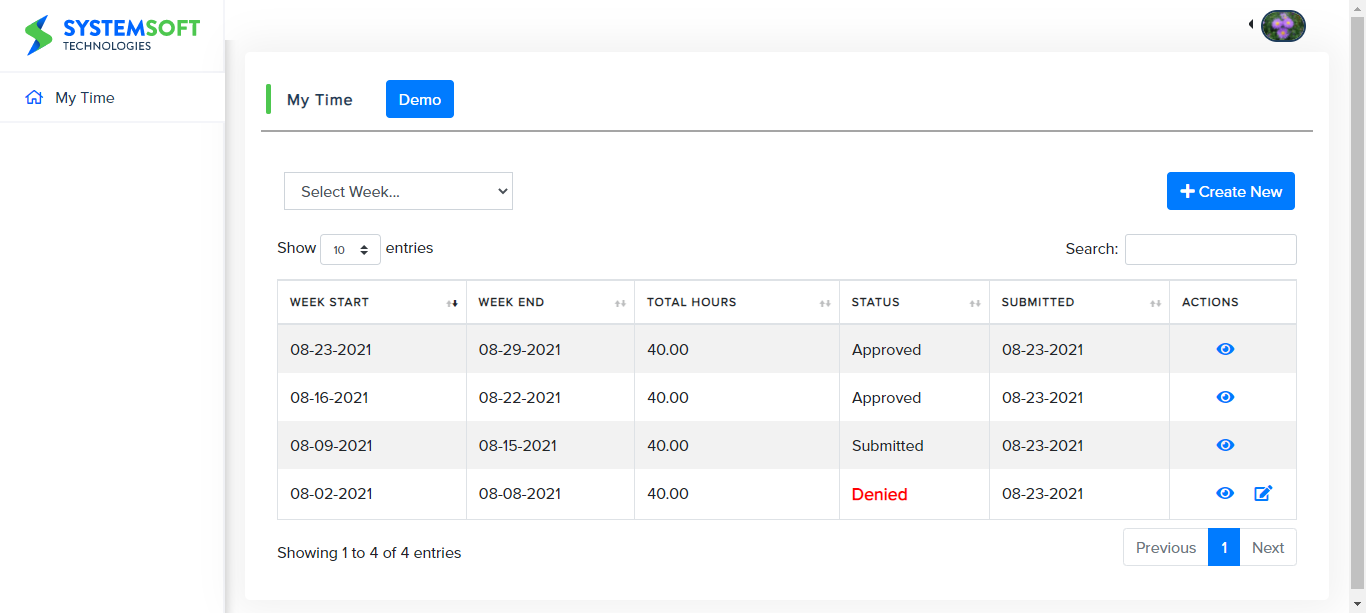 SYSTEMSOFT
TECHNOLOGIES
My Time
My Time
Demo
Select Week...
Create New
Show 10 entries
Search:
WEEK START WEEK END TOTAL HOURS STATUS SUBMITTED ACTIONS
08-23-2021 08-29-2021 40.00 Approved 08-23-2021
08-16-2021 08-22-2021 40.00 Approved 08-23-2021
08-09-2021 08-15-2021 40.00 Submitted 08-23-2021
08-02-2021 08-08-2021 40.00 Denied 08-23-2021
Showing 1 to 4 of 4 entries
Previous 1 Next